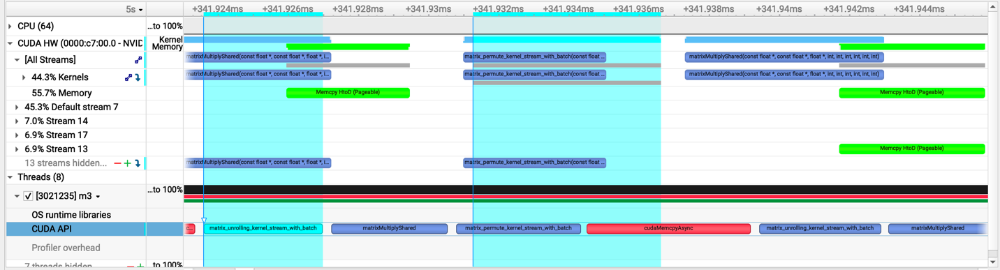 5s +341.924ms +341.926ms +341.928ms +341.93ms +341.932ms +341.934ms +341.936ms +341.938ms +341.94ms +341.942ms +341.944ms
CPU (64) ...to 100%
CUDA HW (0000:c7:00.0 - NVID Kernel
Memory
[All Streams] matrixMultiplyShared(const float *, const float *, float *, i... matrix_permute_kernel_stream_with_batch(const float ... matrixMultiplyShared(const float *, const float *, float *, int, int, int, int, int, int)
44.3% Kernels matrixMultiplyShared(const float *, const float *, float *, i... matrix_permute_kernel_stream_with_batch(const float ... matrixMultiplyShared(const float *, const float *, float *, int, int, int, int, int, int)
55.7% Memory Memcpy HtoD (Pageable) Memcpy HtoD (Pageable)
45.3% Default stream 7
7.0% Stream 14
6.9% Stream 17
6.9% Stream 13 Memcpy HtoD (Pageable)
13 streams hidden... − + matrixMultiplyShared(const float *, const float *, float *, i... matrix_permute_kernel_stream_with_batch(const float ...
Threads (8)
[3021235] m3 ...to 100%
OS runtime libraries
CUDA API c... matrix_unrolling_kernel_stream_with_batch matrixMultiplyShared matrix_permute_kernel_stream_with_batch cudaMemcpyAsync matrix_unrolling_kernel_stream_with_batch matrixMultiplyShared
Profiler overhead
7 threads hidden − + ...to 100%